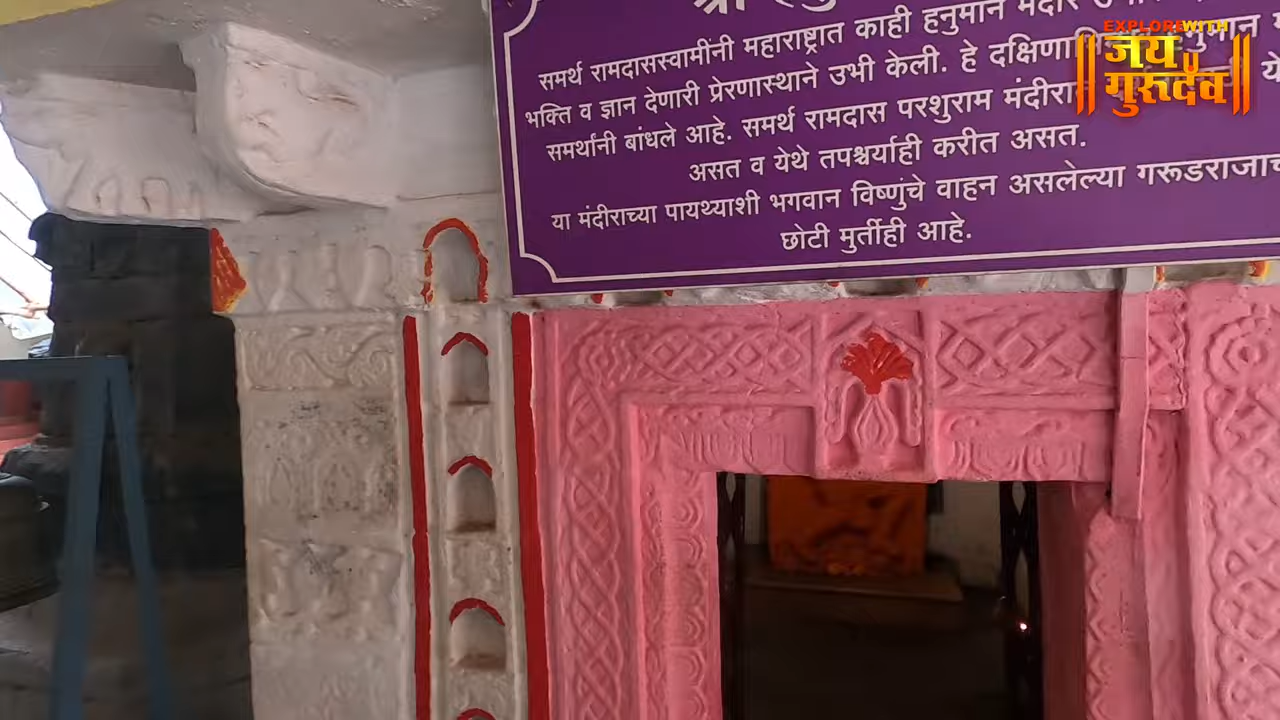 श्री
समर्थ रामदासस्वामींनी महाराष्ट्रात काही हनुमान मंदीरे
भक्ति व ज्ञान देणारी प्रेरणास्थाने उभी केली. हे हनुमान
समर्थांनी बांधले आहे. समर्थ रामदास परशुराम मंदीरात
असत व येथे तपश्चर्याही करीत असत.
या मंदीराच्या पायथ्याशी भगवान विष्णुंचे वाहन असलेल्या गरूडराजाच
छोटी मुर्तीही आहे.
EXPLORE WITH
जय
गुरूदेव